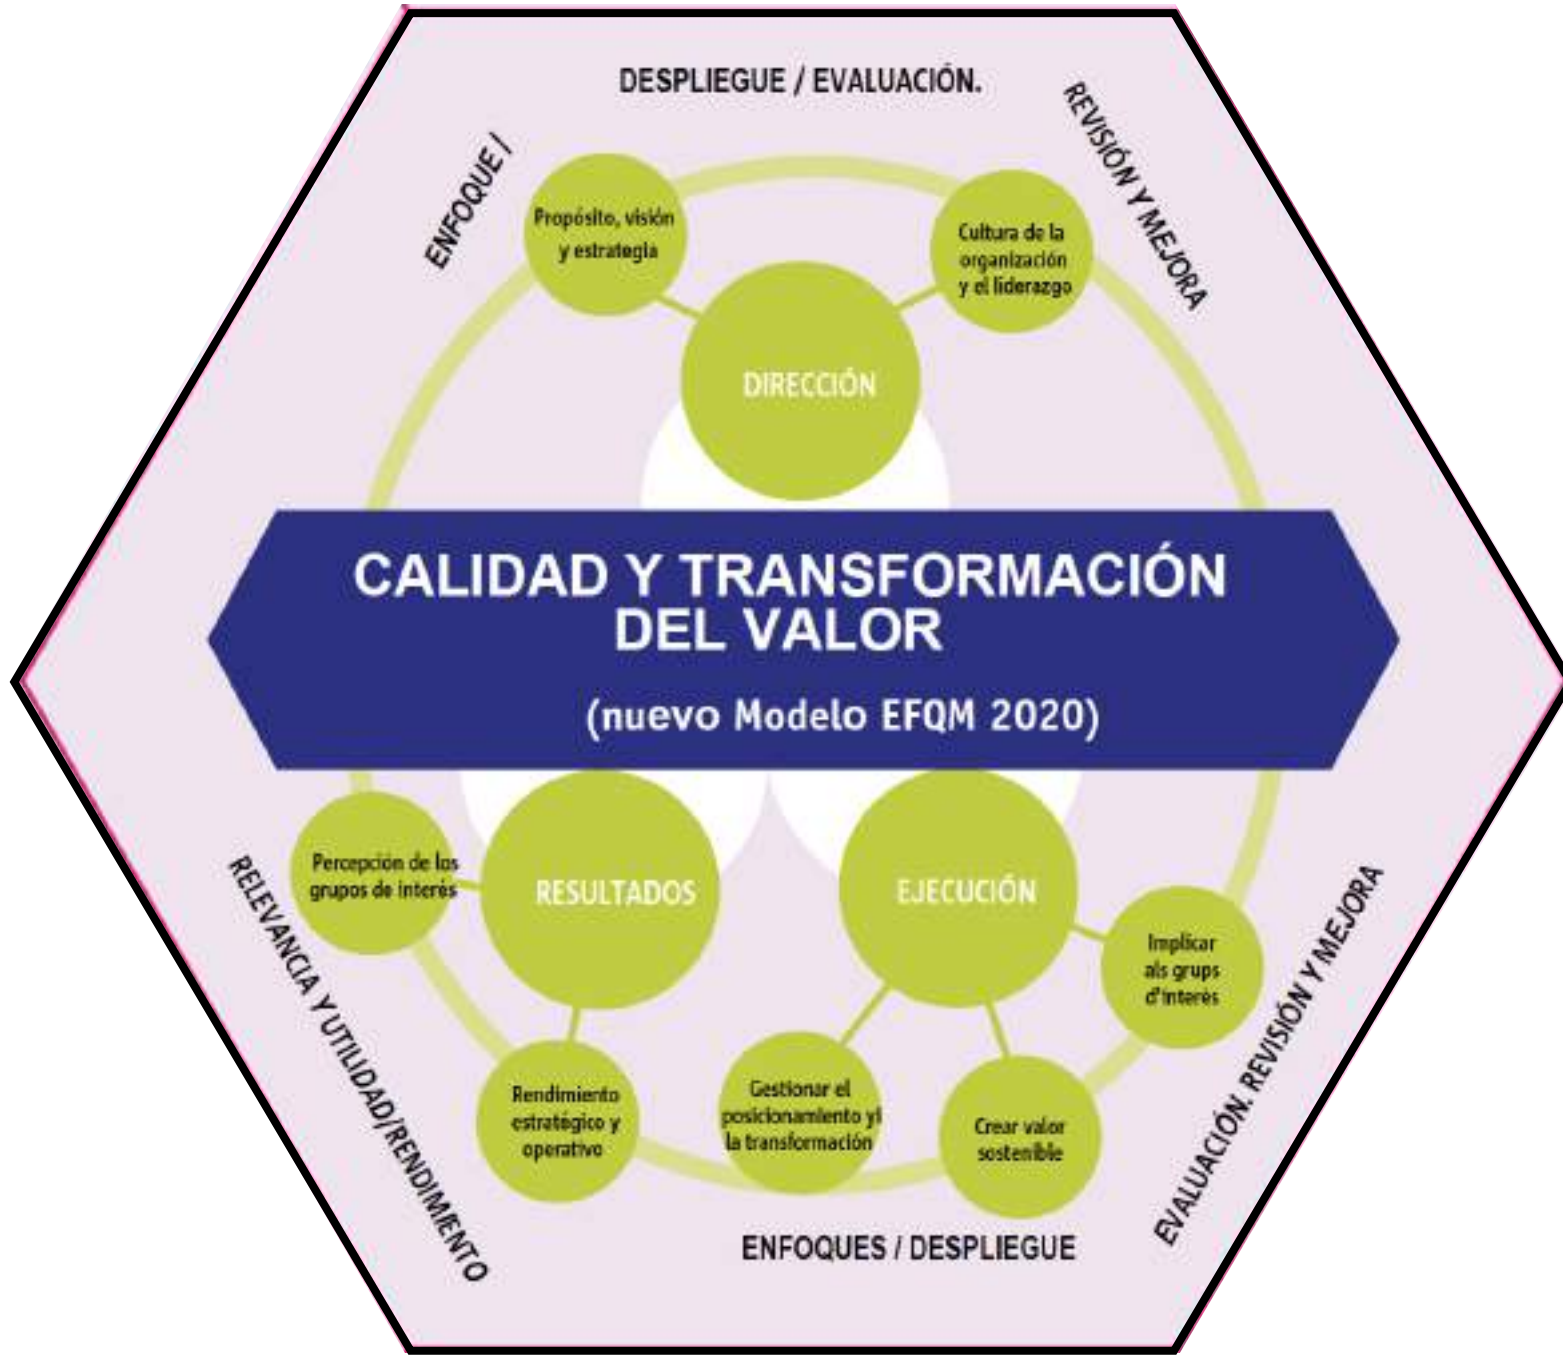 DESPLIEGUE / EVALUACIÓN.
ENFOQUE /
REVISIÓN Y MEJORA
Propósito, visión
y estrategia
Cultura de la
organización
y el liderazgo
DIRECCIÓN
CALIDAD Y TRANSFORMACIÓN
DEL VALOR
(nuevo Modelo EFQM 2020)
Percepción de los
grupos de interés
RESULTADOS
EJECUCIÓN
Implicar
als grups
d'interès
Rendimiento
estratégico y
operativo
Gestionar el
posicionamiento yl
la transformación
Crear valor
sostenible
RELEVANCIA Y UTILIDAD/RENDIMIENTO
ENFOQUES / DESPLIEGUE
EVALUACIÓN. REVISIÓN Y MEJORA